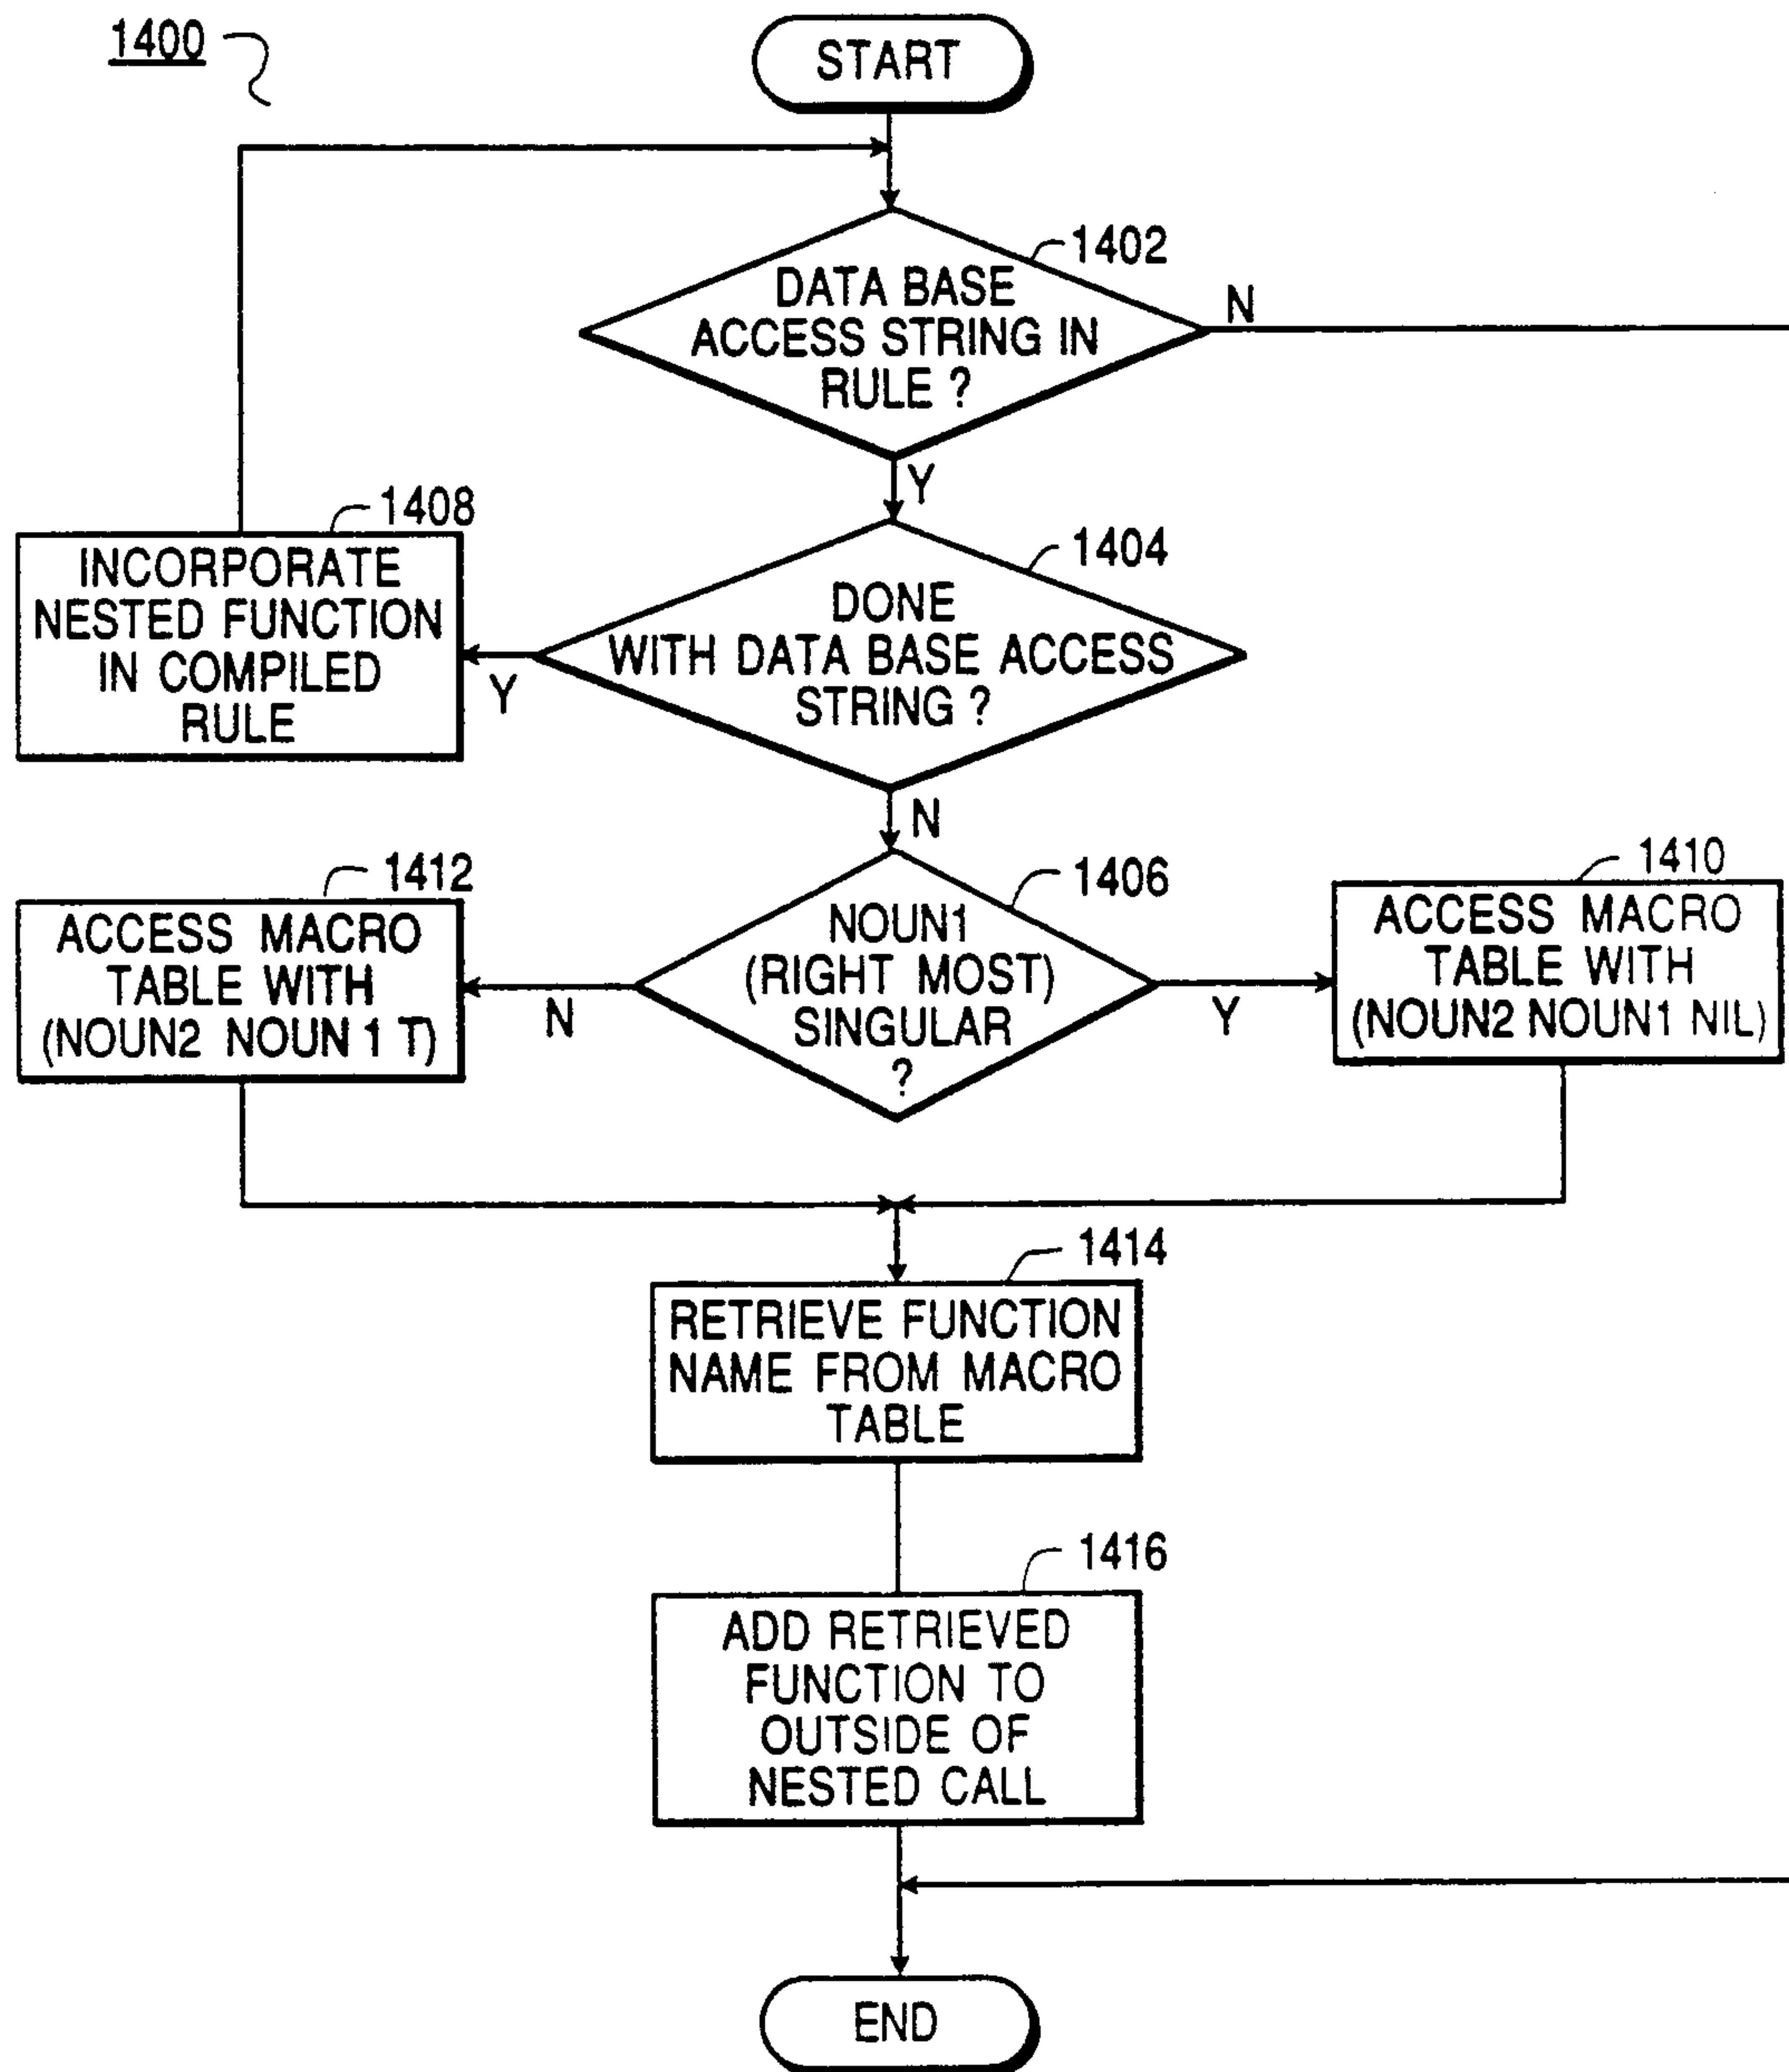 1400
START
1402
DATA BASE
ACCESS STRING IN
RULE ?
N
Y
1408
INCORPORATE
NESTED FUNCTION
IN COMPILED
RULE
1404
DONE
WITH DATA BASE ACCESS
STRING ?
Y
N
1412
ACCESS MACRO
TABLE WITH
(NOUN2 NOUN 1 T)
1406
NOUN1
(RIGHT MOST)
SINGULAR
?
N
Y
1410
ACCESS MACRO
TABLE WITH
(NOUN2 NOUN1 NIL)
1414
RETRIEVE FUNCTION
NAME FROM MACRO
TABLE
1416
ADD RETRIEVED
FUNCTION TO
OUTSIDE OF
NESTED CALL
END